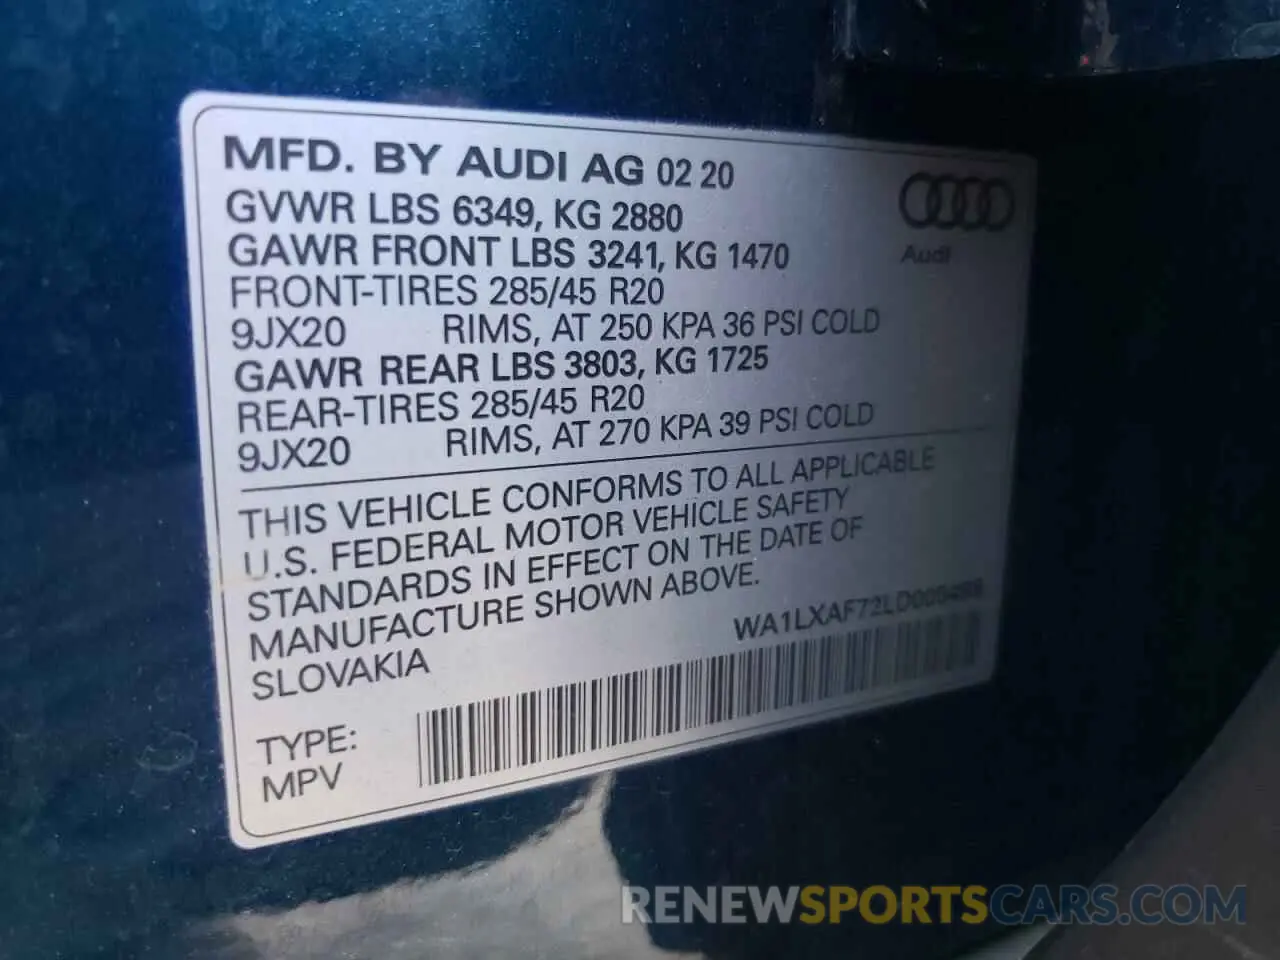 MFD. BY AUDI AG 02 20
GVWR LBS 6349, KG 2880
GAWR FRONT LBS 3241, KG 1470
FRONT-TIRES 285/45 R20
9JX20 RIMS, AT 250 KPA 36 PSI COLD
GAWR REAR LBS 3803, KG 1725
REAR-TIRES 285/45 R20
9JX20 RIMS, AT 270 KPA 39 PSI COLD
Audi
THIS VEHICLE CONFORMS TO ALL APPLICABLE
U.S. FEDERAL MOTOR VEHICLE SAFETY
STANDARDS IN EFFECT ON THE DATE OF
MANUFACTURE SHOWN ABOVE.
SLOVAKIA
TYPE:
MPV
RENEWSPORTSCARS.COM